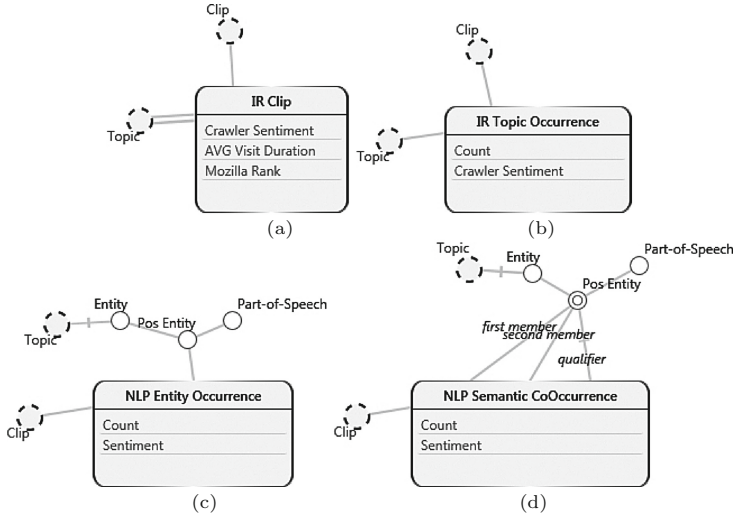 Clip
IR Clip
Topic
Crawler Sentiment
AVG Visit Duration
Mozilla Rank
(a)
Clip
IR Topic Occurrence
Topic
Count
Crawler Sentiment
(b)
Entity
Part-of-Speech
Topic
Pos Entity
NLP Entity Occurrence
Clip
Count
Sentiment
(c)
Topic
Entity
Part-of-Speech
Pos Entity
first member
second member
qualifier
NLP Semantic CoOccurrence
Clip
Count
Sentiment
(d)